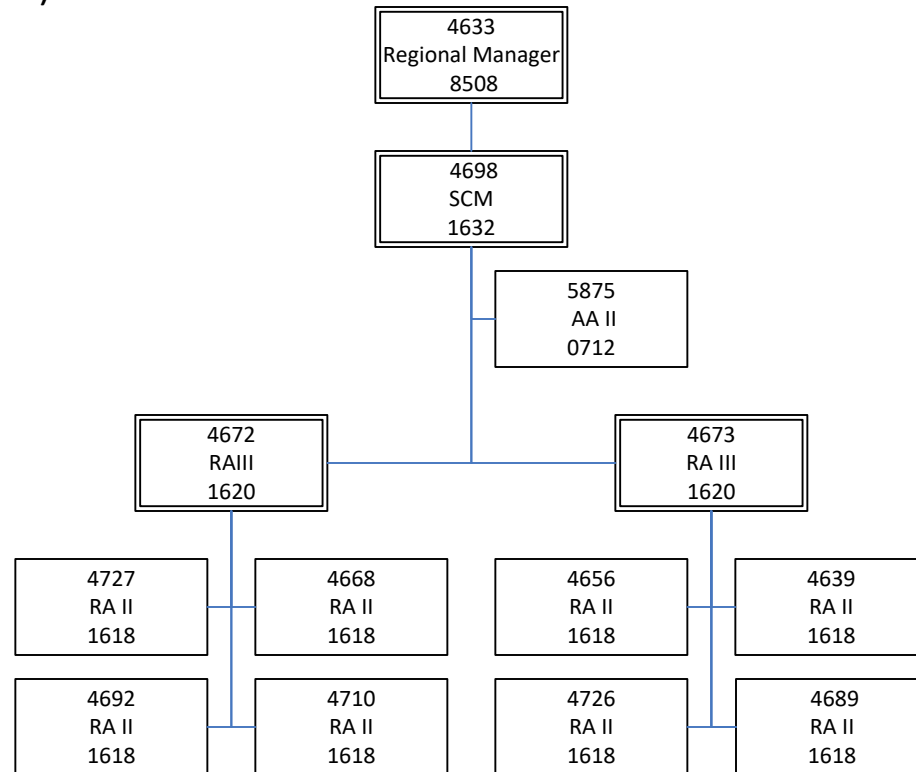 4633
Regional Manager
8508
4698
SCM
1632
5875
AA II
0712
4672
RAIII
1620
4673
RA III
1620
4727
RA II
1618
4668
RA II
1618
4656
RA II
1618
4639
RA II
1618
4692
RA II
1618
4710
RA II
1618
4726
RA II
1618
4689
RA II
1618